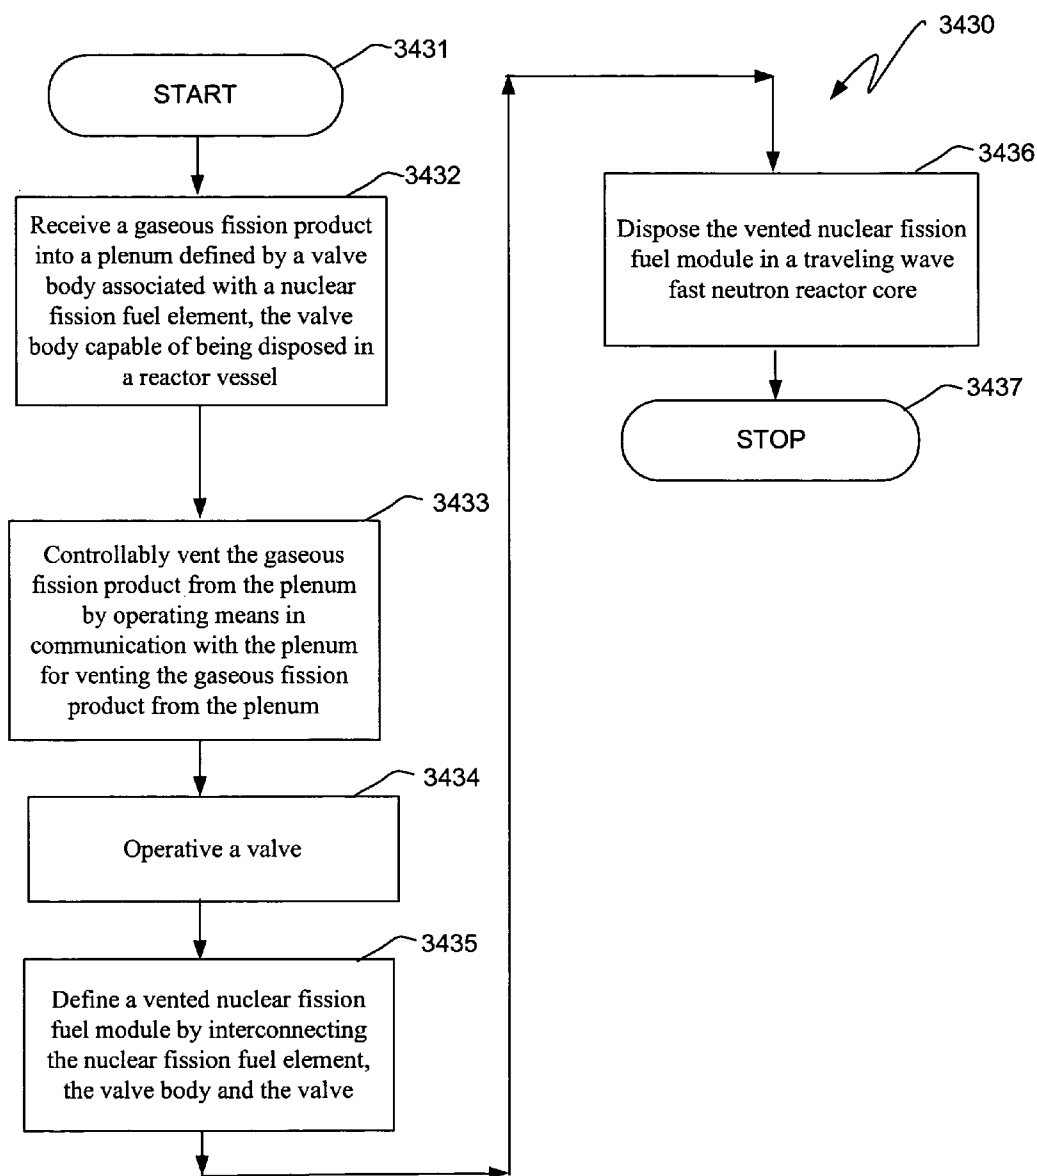 3431
START
3432
Receive a gaseous fission product
into a plenum defined by a valve
body associated with a nuclear
fission fuel element, the valve
body capable of being disposed in
a reactor vessel
3433
Controllably vent the gaseous
fission product from the plenum
by operating means in
communication with the plenum
for venting the gaseous fission
product from the plenum
3434
Operative a valve
3435
Define a vented nuclear fission
fuel module by interconnecting
the nuclear fission fuel element,
the valve body and the valve
3430
3436
Dispose the vented nuclear fission
fuel module in a traveling wave
fast neutron reactor core
3437
STOP